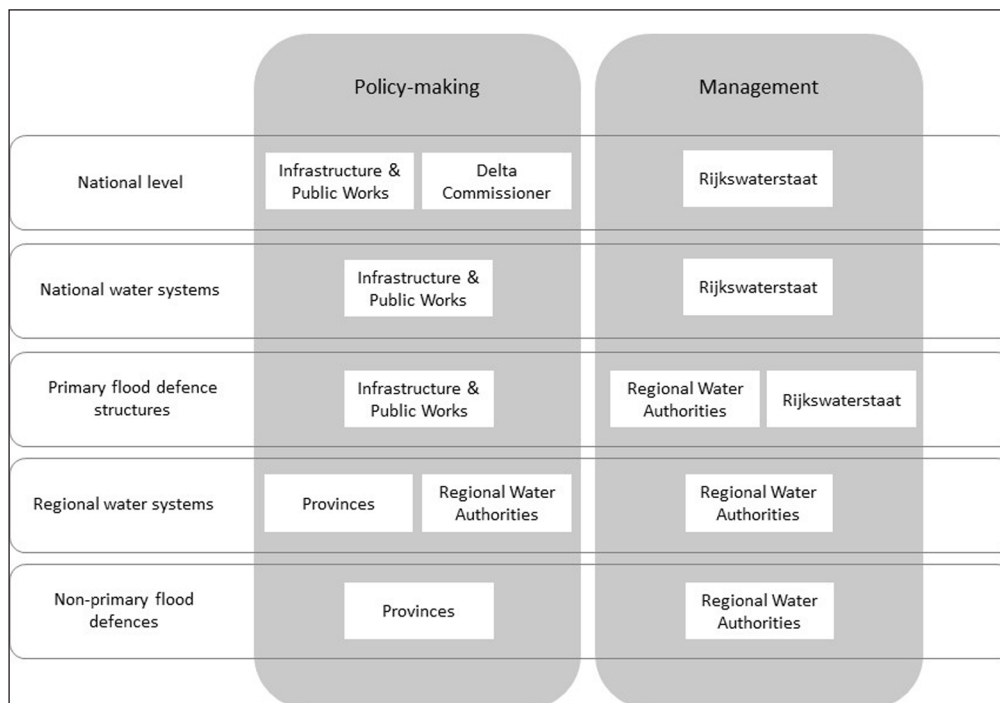 Policy-making
Management
National level
Infrastructure &
Public Works
Delta
Commissioner
Rijkswaterstaat
National water systems
Infrastructure &
Public Works
Rijkswaterstaat
Primary flood defence
structures
Infrastructure &
Public Works
Regional Water
Authorities
Rijkswaterstaat
Regional water systems
Provinces
Regional Water
Authorities
Regional Water
Authorities
Non-primary flood
defences
Provinces
Regional Water
Authorities